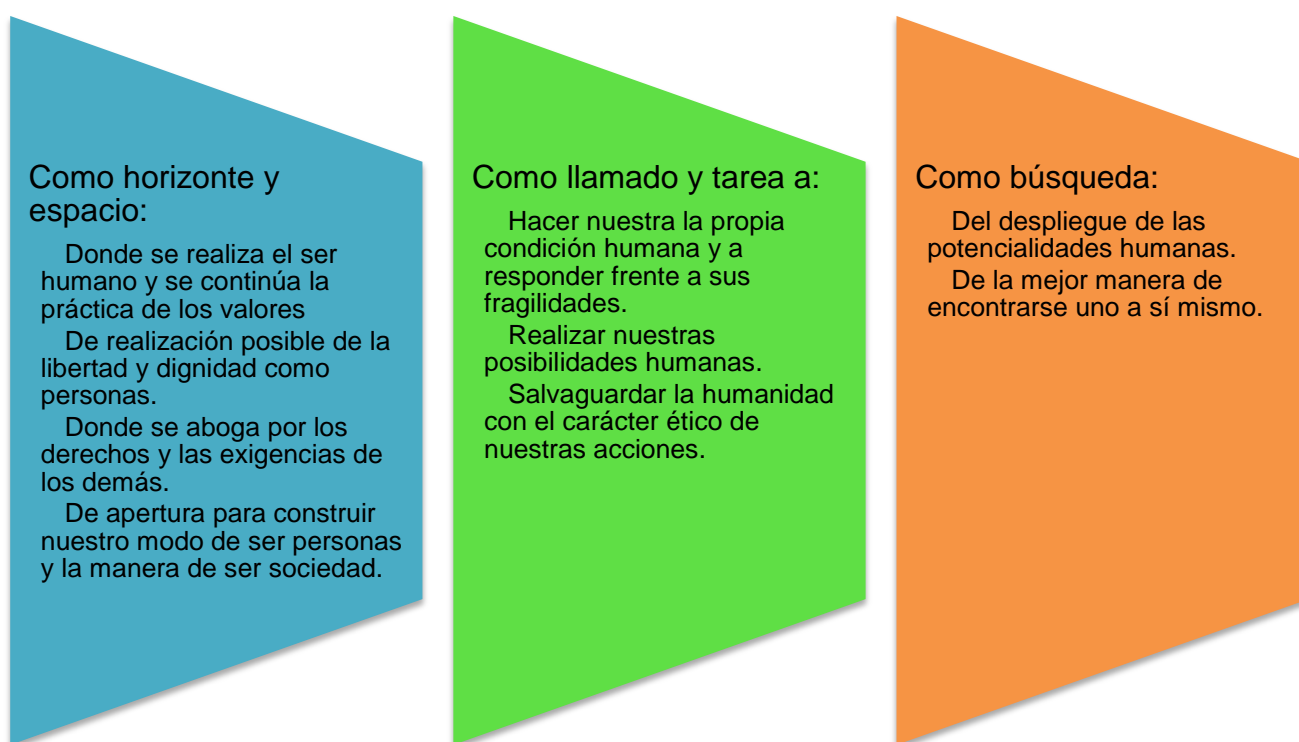 Como horizonte y
espacio:
Donde se realiza el ser
humano y se continúa la
práctica de los valores
De realización posible de la
libertad y dignidad como
personas.
Donde se aboga por los
derechos y las exigencias de
los demás.
De apertura para construir
nuestro modo de ser personas
y la manera de ser sociedad.
Como llamado y tarea a:
Hacer nuestra la propia
condición humana y a
responder frente a sus
fragilidades.
Realizar nuestras
posibilidades humanas.
Salvaguardar la humanidad
con el carácter ético de
nuestras acciones.
Como búsqueda:
Del despliegue de las
potencialidades humanas.
De la mejor manera de
encontrarse uno a sí mismo.